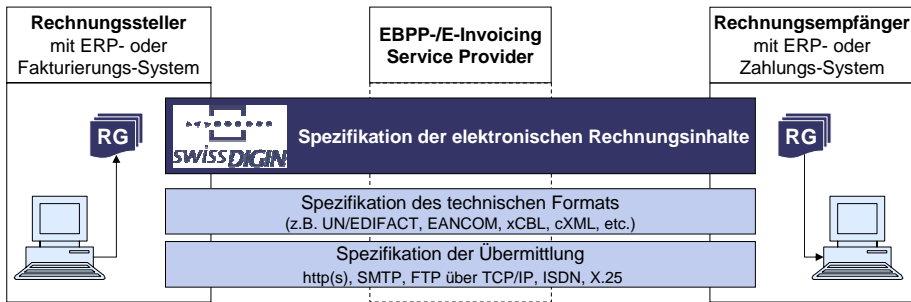 Rechnungssteller
mit ERP- oder
Fakturierungs-System
EBPP-/E-Invoicing
Service Provider
Rechnungsempfänger
mit ERP- oder
Zahlungs-System
RG
swissDIGIN
Spezifikation der elektronischen Rechnungsinhalte
RG
Spezifikation des technischen Formats
(z.B. UN/EDIFACT, EANCOM, xCBL, cXML, etc.)
Spezifikation der Übermittlung
http(s), SMTP, FTP über TCP/IP, ISDN, X.25